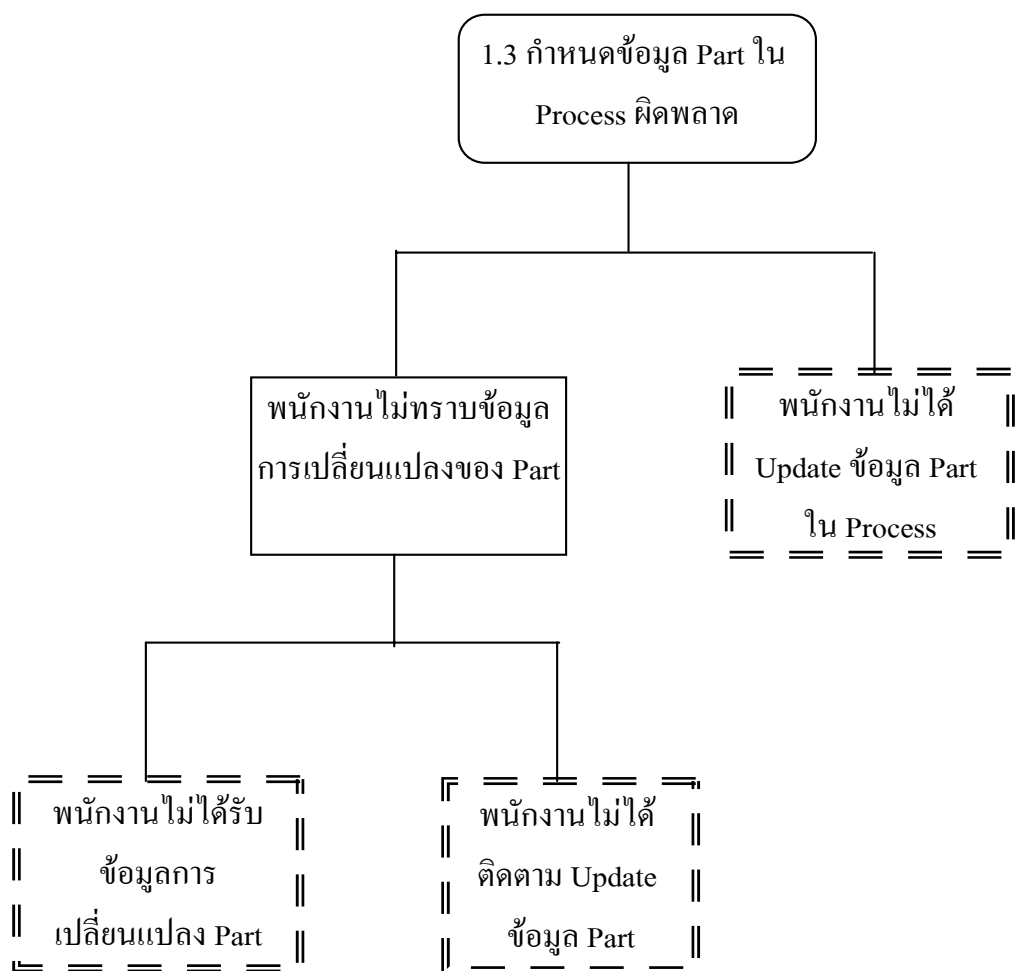 1.3 กำหนดข้อมูล Part ใน
Process ผิดพลาด
พนักงานไม่ทราบข้อมูล
การเปลี่ยนแปลงของ Part
พนักงานไม่ได้
Update ข้อมูล Part
ใน Process
พนักงานไม่ได้รับ
ข้อมูลการ
เปลี่ยนแปลง Part
พนักงานไม่ได้
ติดตาม Update
ข้อมูล Part